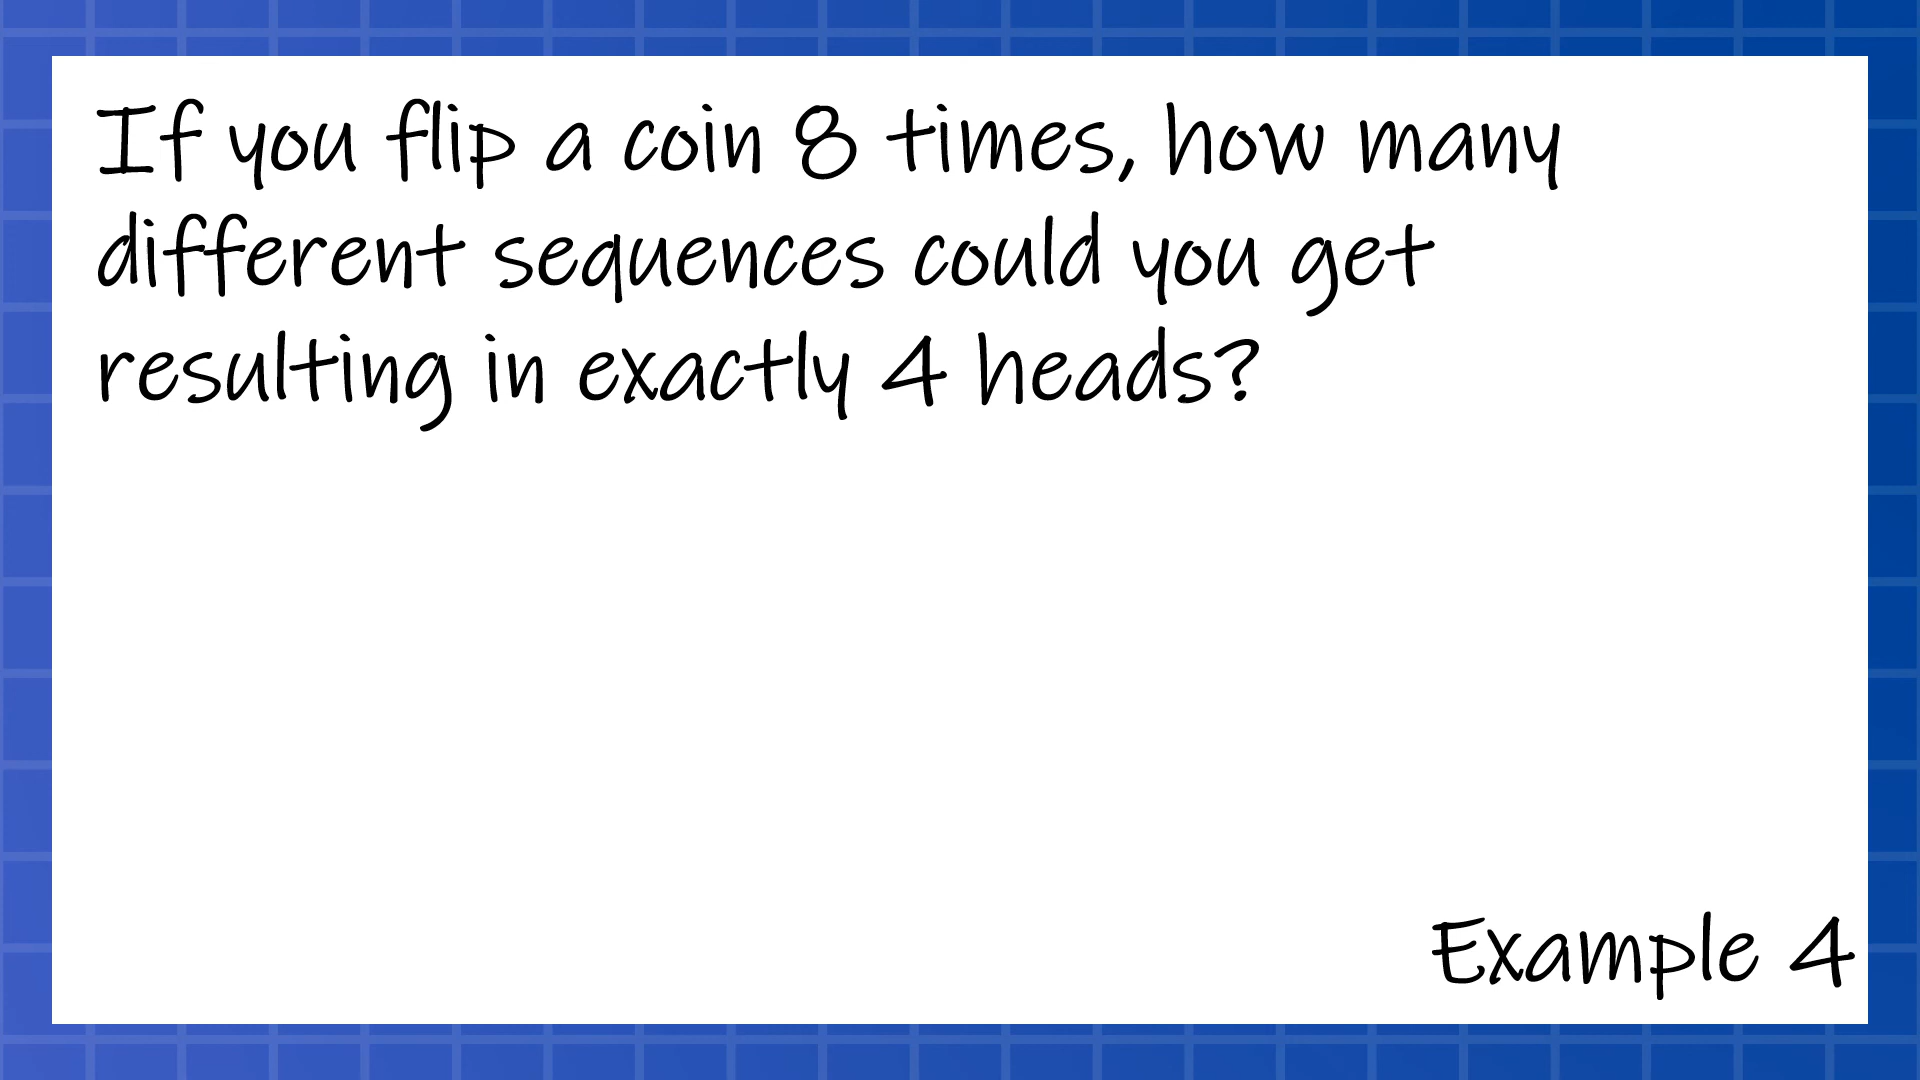 If you flip a coin 8 times, how many
different sequences could you get
resulting in exactly 4 heads?
Example 4